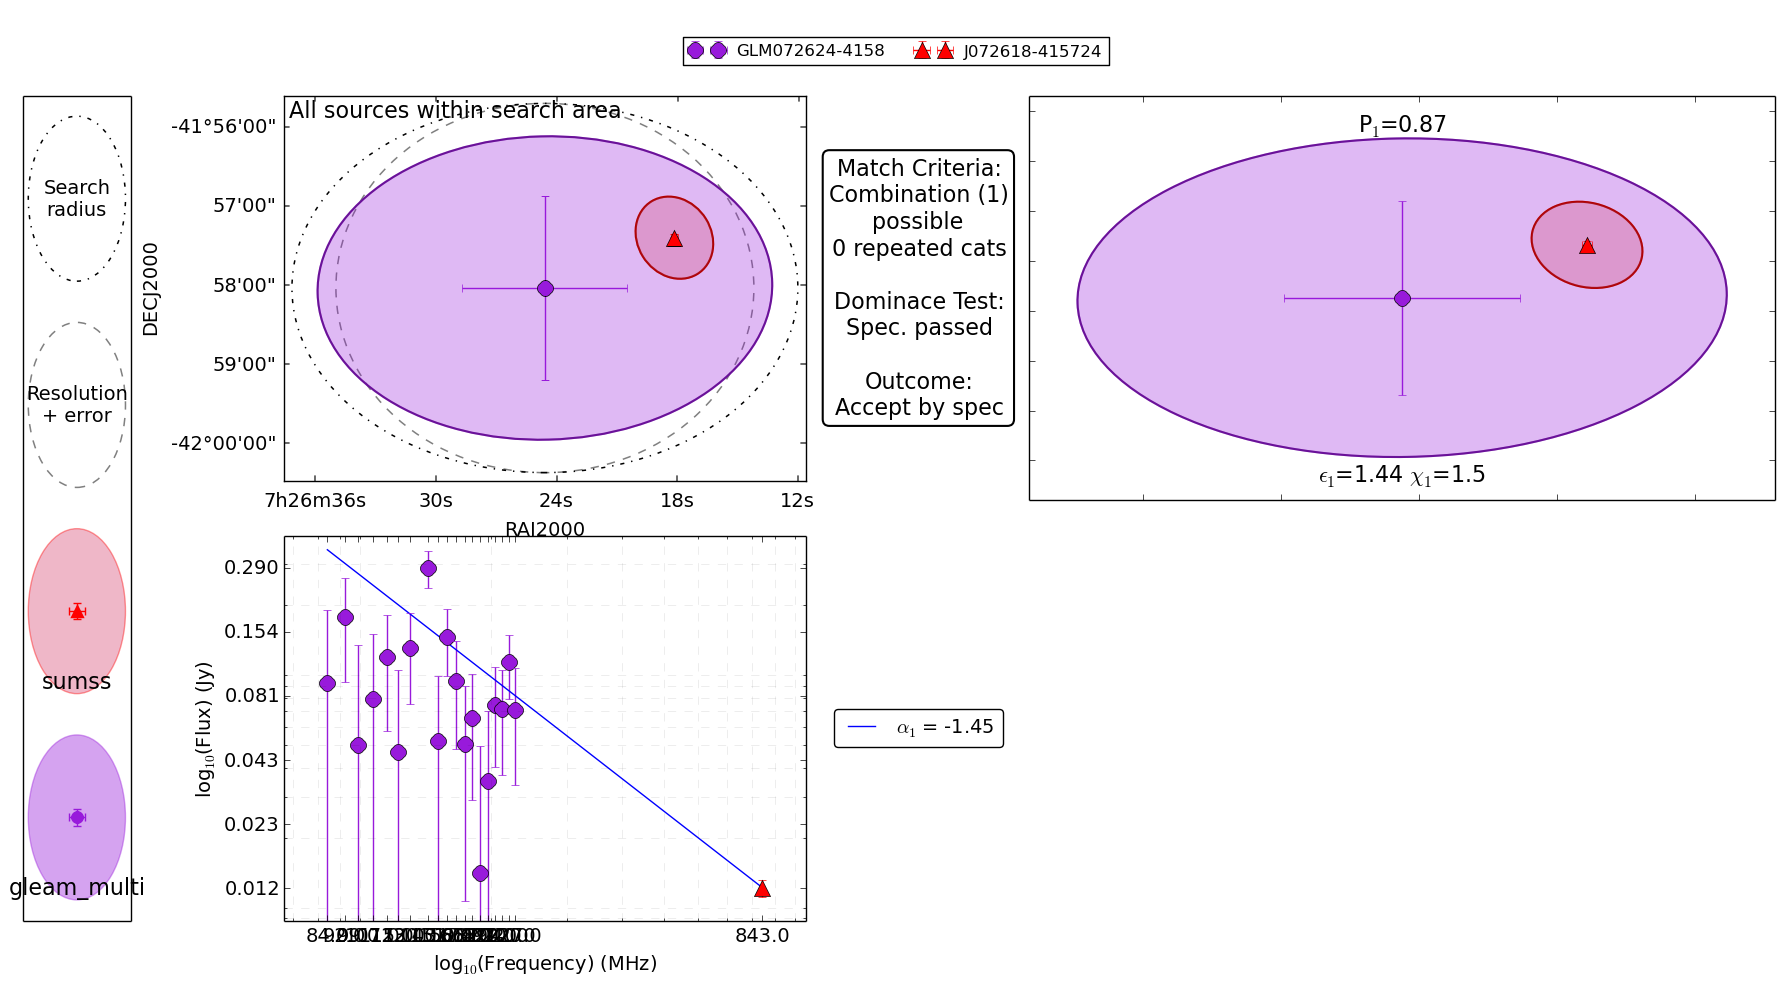 GLM072624-4158 J072618-415724
Search
radius
Resolution
+ error
sumss
gleam_multi
All sources within search area
DECJ2000
-41°56'00"
57'00"
58'00"
59'00"
-42°00'00"
7h26m36s 30s 24s 18s 12s
RAJ2000
Match Criteria:
Combination (1)
possible
0 repeated cats
Dominace Test:
Spec. passed
Outcome:
Accept by spec
P₁=0.87
ϵ₁=1.44 χ₁=1.5
log₁₀(Flux) (Jy)
0.290
0.154
0.081
0.043
0.023
0.012
843.0
log₁₀(Frequency) (MHz)
α₁ = -1.45